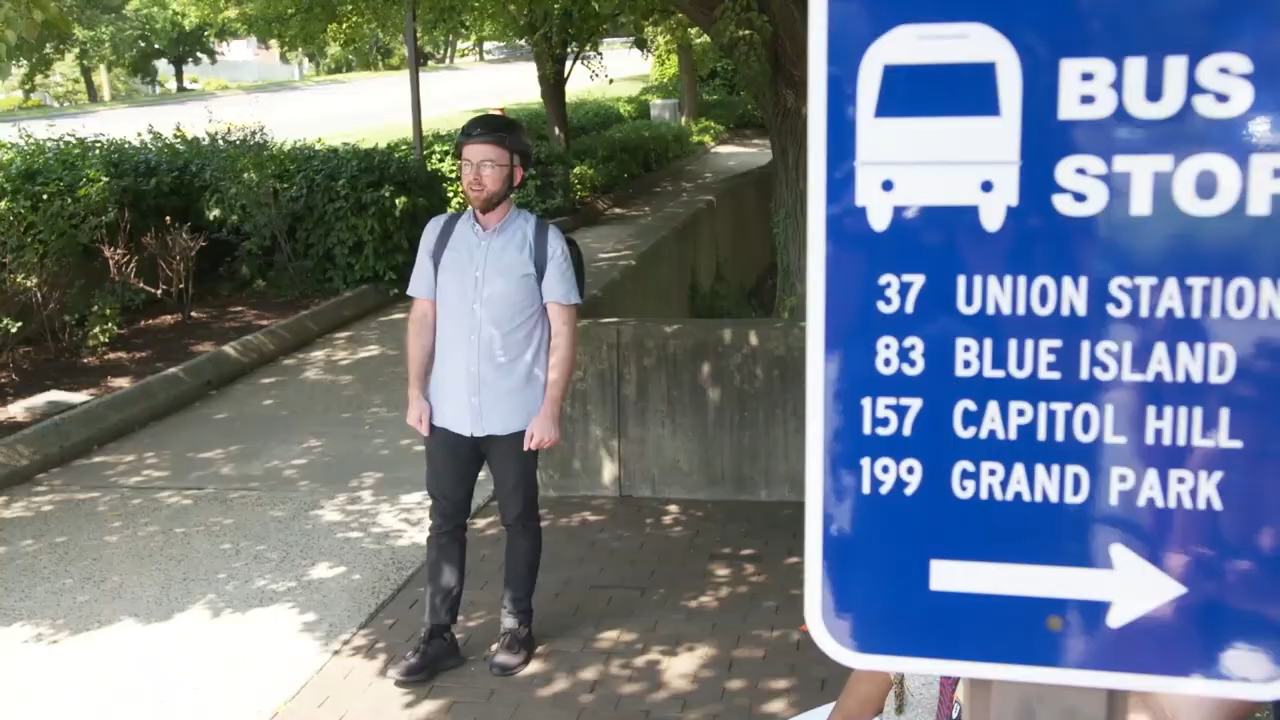 BUS
STOP
37 UNION STATION
83 BLUE ISLAND
157 CAPITOL HILL
199 GRAND PARK